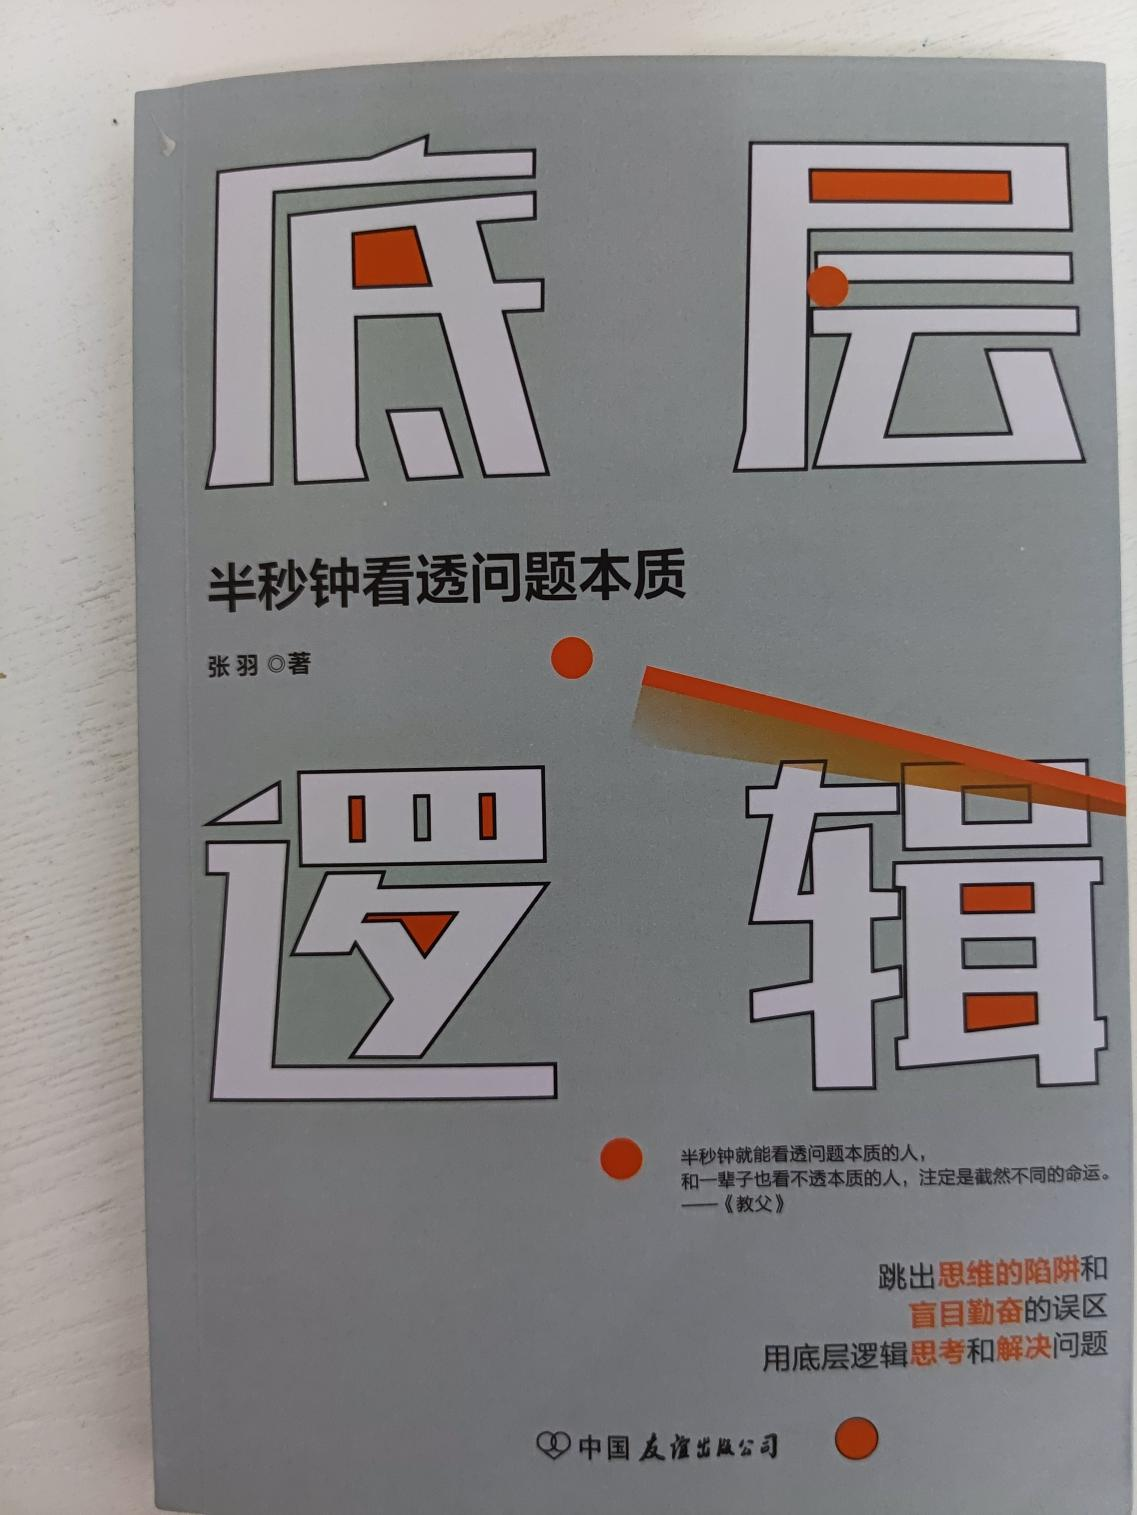 底层
半秒钟看透问题本质
张羽◎著
逻辑
半秒钟就能看透问题本质的人，
和一辈子也看不透本质的人，注定是截然不同的命运。
——《教父》
跳出思维的陷阱和
盲目勤奋的误区
用底层逻辑思考和解决问题
中国友谊出版公司